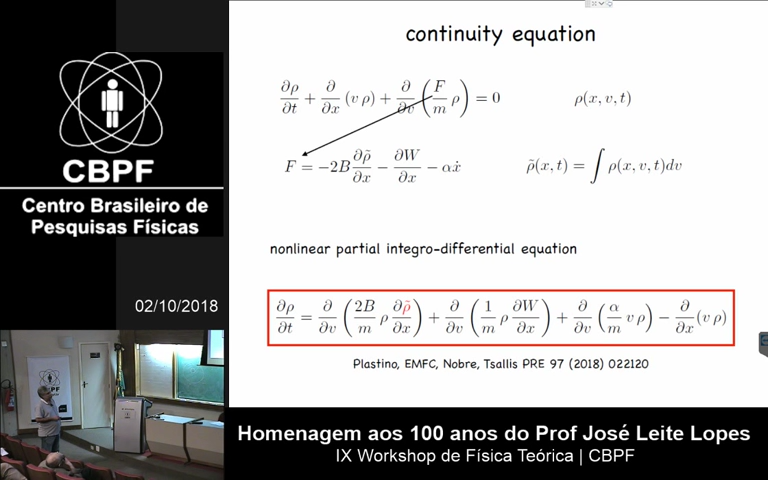 continuity equation
∂ρ/∂t + ∂/∂x (v ρ) + ∂/∂v (F/m ρ) = 0    ρ(x, v, t)
F = −2B ∂ρ̃/∂x − ∂W/∂x − αẋ    ρ̃(x, t) = ∫ ρ(x, v, t)dv
nonlinear partial integro-differential equation
∂ρ/∂t = ∂/∂v (2B/m ρ ∂ρ̃/∂x) + ∂/∂v (1/m ρ ∂W/∂x) + ∂/∂v (α/m v ρ) − ∂/∂x (v ρ)
Plastino, EMFC, Nobre, Tsallis PRE 97 (2018) 022120
CBPF
Centro Brasileiro de
Pesquisas Físicas
02/10/2018
Homenagem aos 100 anos do Prof José Leite Lopes
IX Workshop de Física Teórica | CBPF